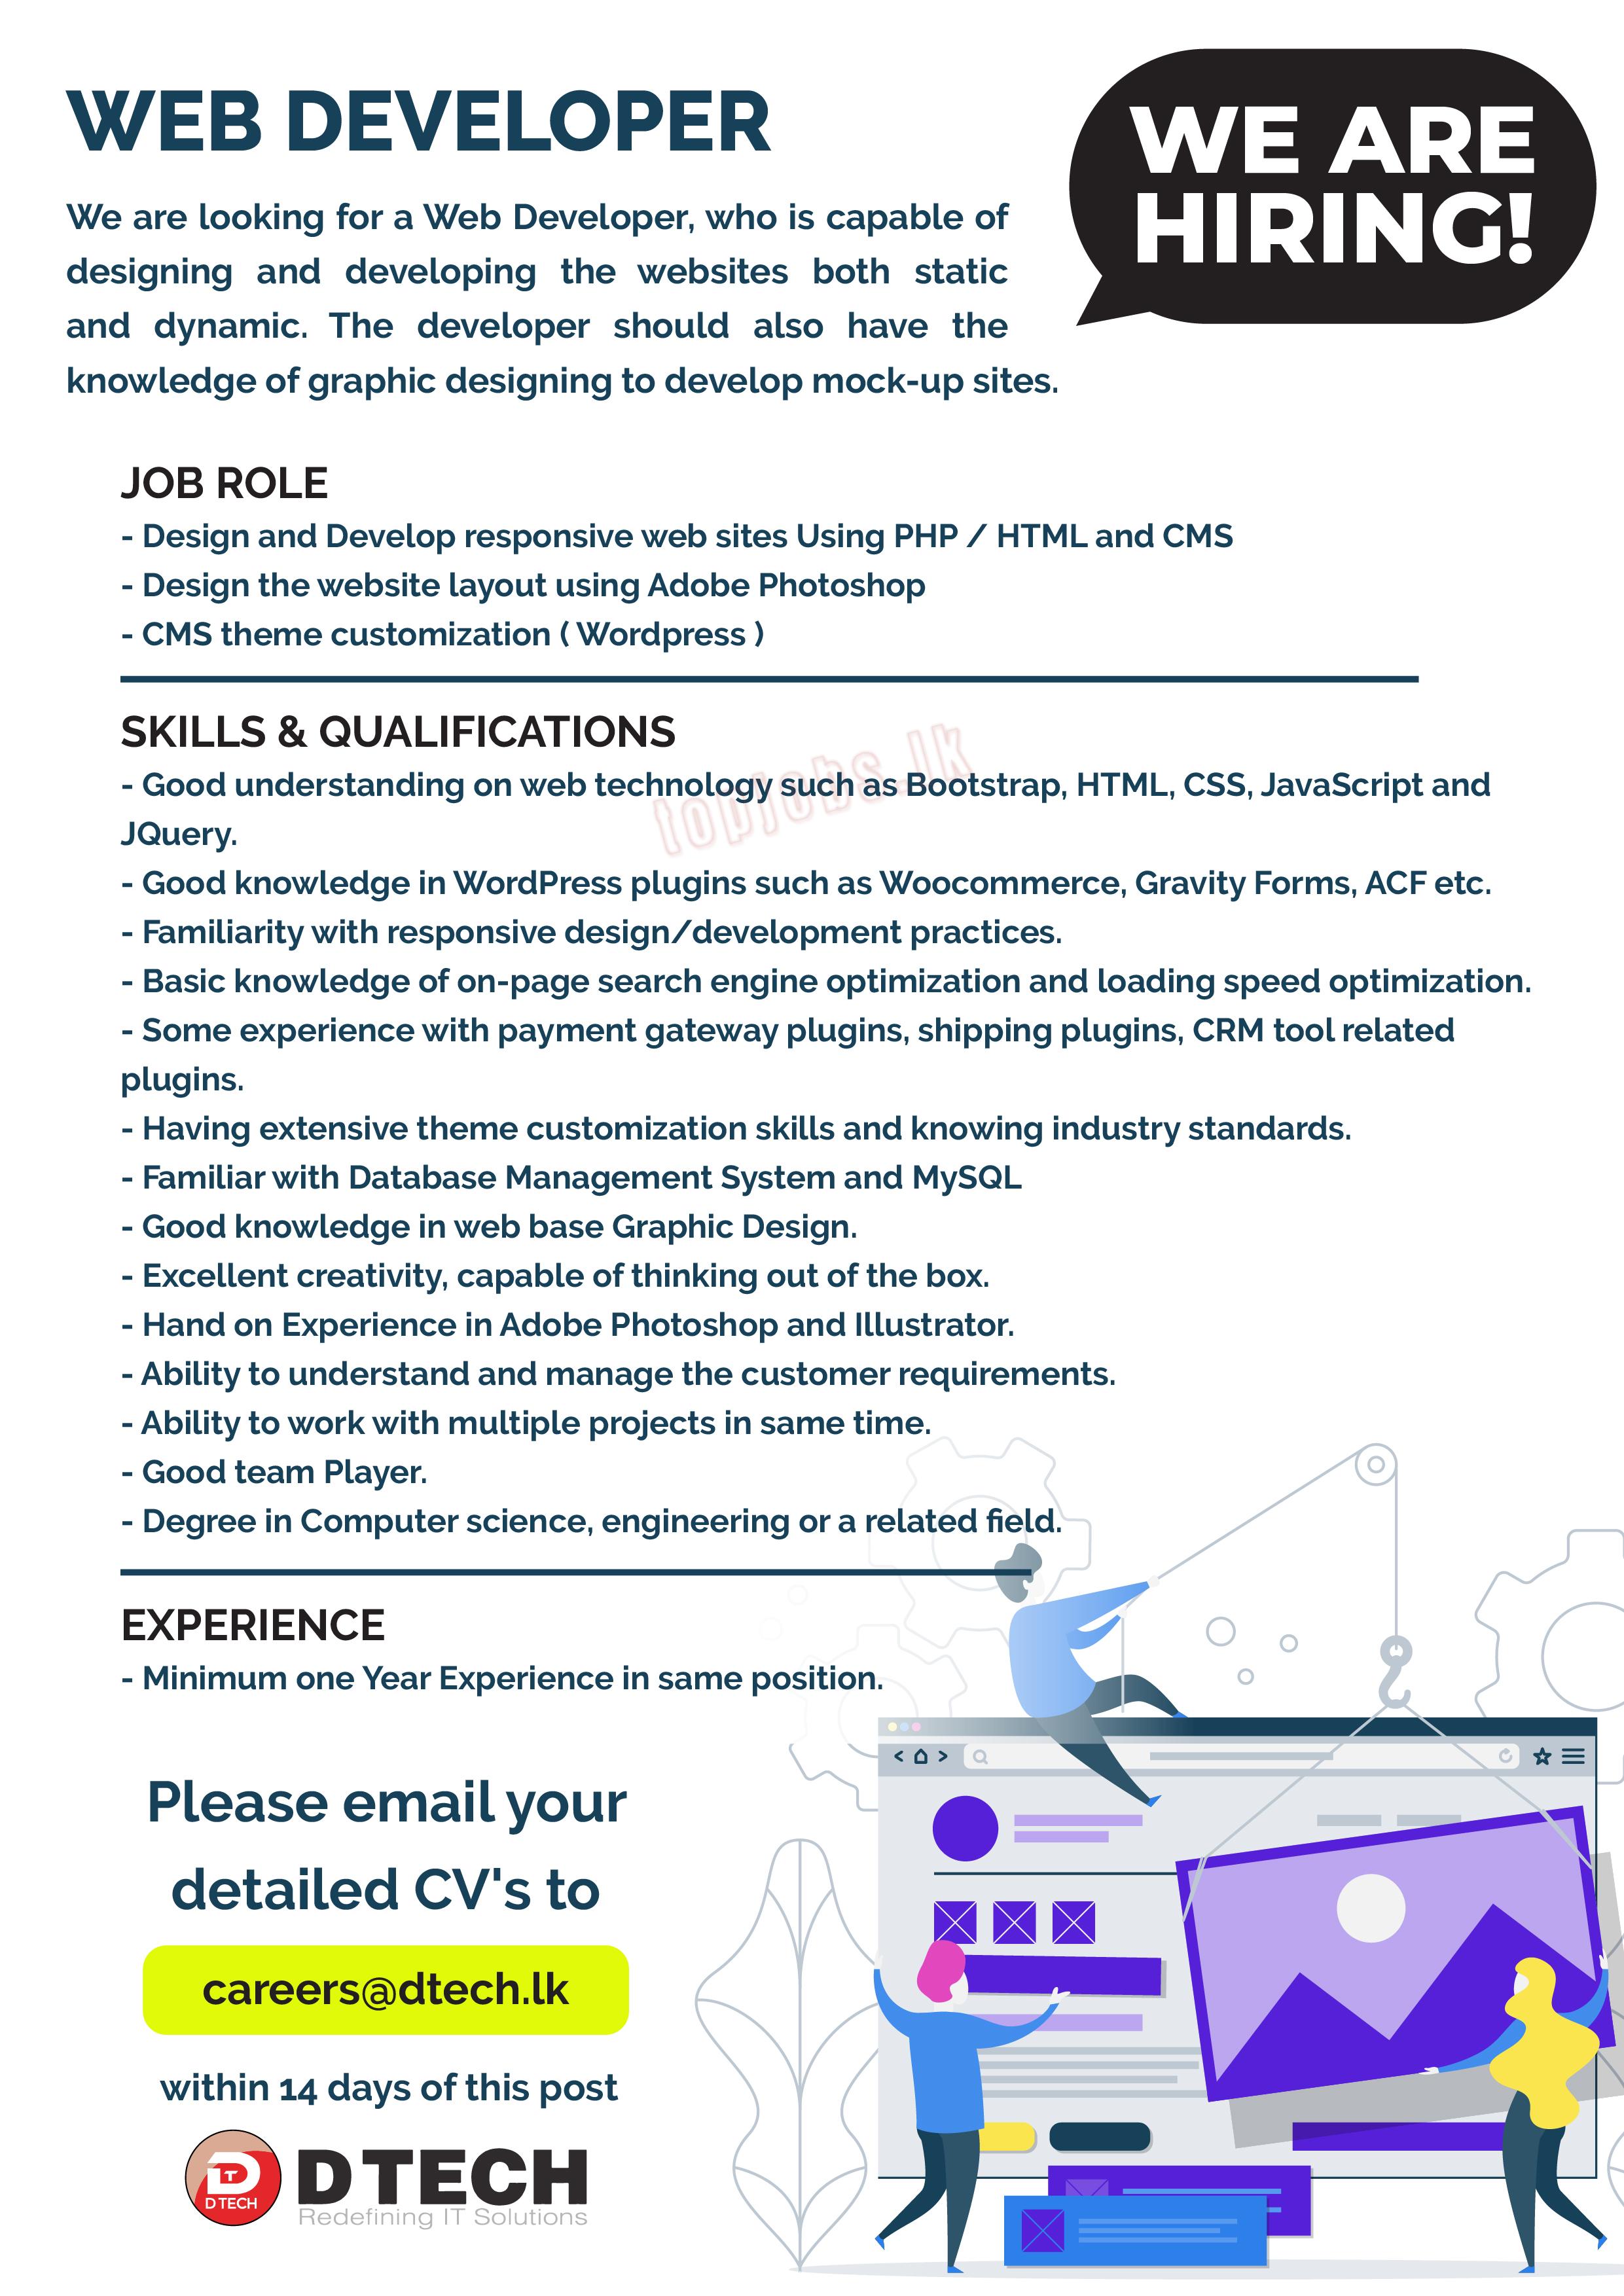 WEB DEVELOPER
WE ARE
HIRING!
We are looking for a Web Developer, who is capable of
designing and developing the websites both static
and dynamic. The developer should also have the
knowledge of graphic designing to develop mock-up sites.
JOB ROLE
- Design and Develop responsive web sites Using PHP / HTML and CMS
- Design the website layout using Adobe Photoshop
- CMS theme customization ( Wordpress )
SKILLS & QUALIFICATIONS
topjobs.lk
- Good understanding on web technology such as Bootstrap, HTML, CSS, JavaScript and
JQuery.
- Good knowledge in WordPress plugins such as Woocommerce, Gravity Forms, ACF etc.
- Familiarity with responsive design/development practices.
- Basic knowledge of on-page search engine optimization and loading speed optimization.
- Some experience with payment gateway plugins, shipping plugins, CRM tool related
plugins.
- Having extensive theme customization skills and knowing industry standards.
- Familiar with Database Management System and MySQL
- Good knowledge in web base Graphic Design.
- Excellent creativity, capable of thinking out of the box.
- Hand on Experience in Adobe Photoshop and Illustrator.
- Ability to understand and manage the customer requirements.
- Ability to work with multiple projects in same time.
- Good team Player.
- Degree in Computer science, engineering or a related field.
EXPERIENCE
- Minimum one Year Experience in same position.
Please email your
detailed CV's to
careers@dtech.lk
within 14 days of this post
D TECH
D TECH
Redefining IT Solutions